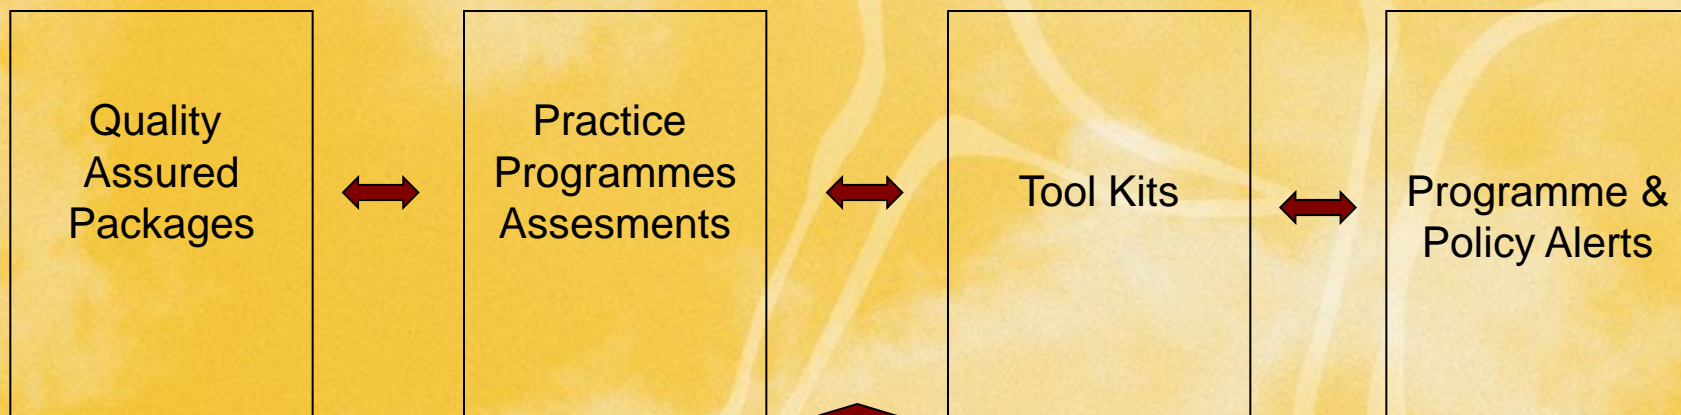 Quality
Assured
Packages
Practice
Programmes
Assesments
Tool Kits
Programme &
Policy Alerts